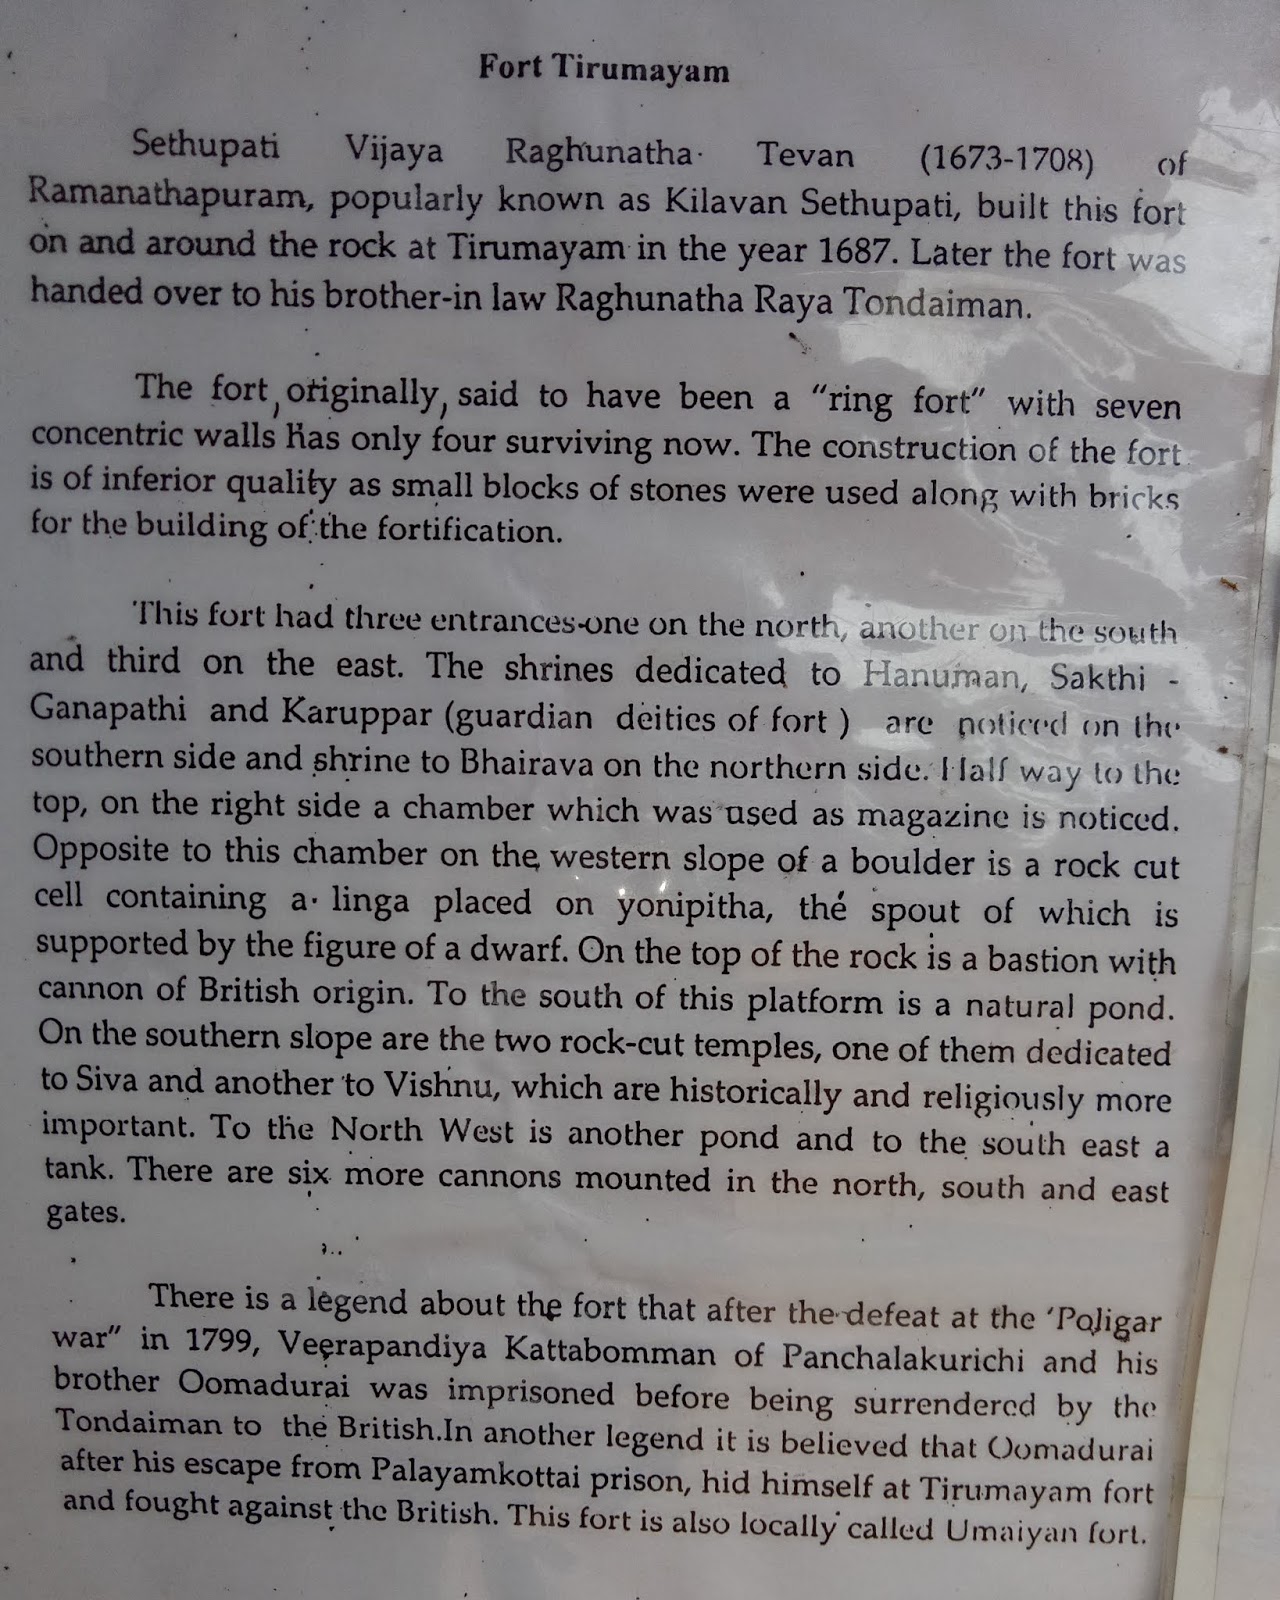 Fort Tirumayam
Sethupati Vijaya Raghunatha Tevan (1673-1708) of
Ramanathapuram, popularly known as Kilavan Sethupati, built this fort
on and around the rock at Tirumayam in the year 1687. Later the fort was
handed over to his brother-in law Raghunatha Raya Tondaiman.
The fort, originally, said to have been a “ring fort” with seven
concentric walls has only four surviving now. The construction of the fort
is of inferior quality as small blocks of stones were used along with bricks
for the building of the fortification.
This fort had three entrances-one on the north, another on the south
and third on the east. The shrines dedicated to Hanuman, Sakthi -
Ganapathi and Karuppar (guardian deities of fort ) are noticed on the
southern side and shrine to Bhairava on the northern side. Half way to the
top, on the right side a chamber which was used as magazine is noticed.
Opposite to this chamber on the western slope of a boulder is a rock cut
cell containing a linga placed on yonipitha, the spout of which is
supported by the figure of a dwarf. On the top of the rock is a bastion with
cannon of British origin. To the south of this platform is a natural pond.
On the southern slope are the two rock-cut temples, one of them dedicated
to Siva and another to Vishnu, which are historically and religiously more
important. To the North West is another pond and to the south east a
tank. There are six more cannons mounted in the north, south and east
gates.
There is a legend about the fort that after the defeat at the ‘Poligar
war” in 1799, Veerapandiya Kattabomman of Panchalakurichi and his
brother Oomadurai was imprisoned before being surrendered by the
Tondaiman to the British.In another legend it is believed that Oomadurai
after his escape from Palayamkottai prison, hid himself at Tirumayam fort
and fought against the British. This fort is also locally called Umaiyan fort.